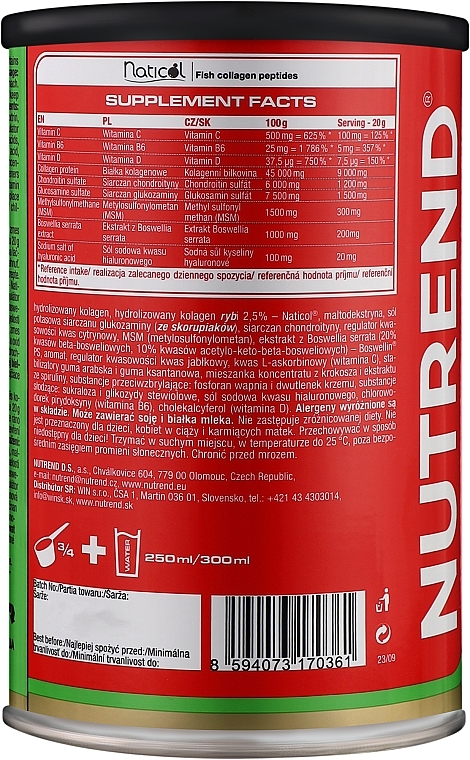 Naticol Fish collagen peptides
SUPPLEMENT FACTS
EN PL CZ/SK 100g Serving - 20g
Vitamin C Witamina C Vitamin C 500 mg = 625% * 100 mg = 125% *
Vitamin B6 Witamina B6 Vitamin B6 25 mg = 1 786% * 5 mg = 357% *
Vitamin D Witamina D Vitamin D 37,5 µg = 750% * 7,5 µg = 150% *
Collagen protein Białka kolagenowe Kolagenní bílkovina 45 000 mg 9 000 mg
Chondroitin sulfate Siarczan chondroityny Chondroitin sulfát 6 000 mg 1 200 mg
Glucosamine sulfate Siarczan glukozaminy Glukosamin sulfát 7 500 mg 1 500 mg
Methylsulfonylmethane (MSM) Metylosulfonylometan (MSM) Methyl sulfonyl methan (MSM) 1500 mg 300 mg
Boswellia serrata extract Ekstrakt z Boswellia serrata Extrakt Boswellia serrata 1000 mg 200mg
Sodium salt of hyaluronic acid Sól sodowa kwasu hialuronowego Sodná sůl kyseliny hyaluronové 100 mg 20 mg
*Reference intake/ realizacja zalecanego dziennego spożycia/ referenční hodnota príjmu/ referenční
hodnota příjmu.
hydrolizowany kolagen, hydrolizowany kolagen rybi 2,5% – Naticol®, maltodekstryna, sól
potasowa siarczanu glukozaminy (ze skorupiaków), siarczan chondroityny, regulator kwa-
sowości kwas cytrynowy, MSM (metylosulfonylometan), ekstrakt z Boswellia serrata (20%
kwas beta-bosweliowych, 10% kwasów acetylo-keto-beta-bosweliowych) – Boswellin®
PS, aromat, regulator kwasowości kwas jabłkowy, kwas L-askorbinowy (witamina C), sta-
lizatory guma arabska i guma ksantanowa, mieszanka koncentratu z krokosza i ekstraktu
ze spiruliny, substancje przeciwzbrylające: fosforan wapnia i dwutlenek krzemu, substancje
słodzące: sukraloza i glikozydy stewiolowe, sól sodowa kwasu hialuronowego, chlorowo-
dorek pirydoksyny (witamina B6), cholekalcyferol (witamina D). Alergeny wyróżnione są
w składzie. Może zawierać soję i białka mleka. Nie zastępuje zróżnicowanej diety. Nie
jest przeznaczony dla dzieci, kobiet w ciąży i karmiących matek. Przechowywać w sposób
niedostępny dla dzieci! Trzymać w suchym miejscu, w temperaturze do 25 °C, poza bezpo-
średnim zasięgiem promieni słonecznych. Chronić przed mrozem.
NUTREND D.S., a.s., Chválkovice 604, 779 00 Olomouc, Czech Republic,
e-mail: nutrend@nutrend.cz, www.nutrend.eu
Distributor SR: WIN s.r.o., ČSA 1, Martin 036 01, Slovensko, tel.: +421 43 4303014,
info@winsk.sk, www.nutrend.sk
3/4 + WATER 250ml/300ml
Batch No:/Partia towaru:/Šarža:
Šarže:
Best before:/Najlepiej spożyć przed:/Minimálna
trvanlivosť do:/Minimální trvanlivost do:
8 594073 170361
23/09
NUTREND®